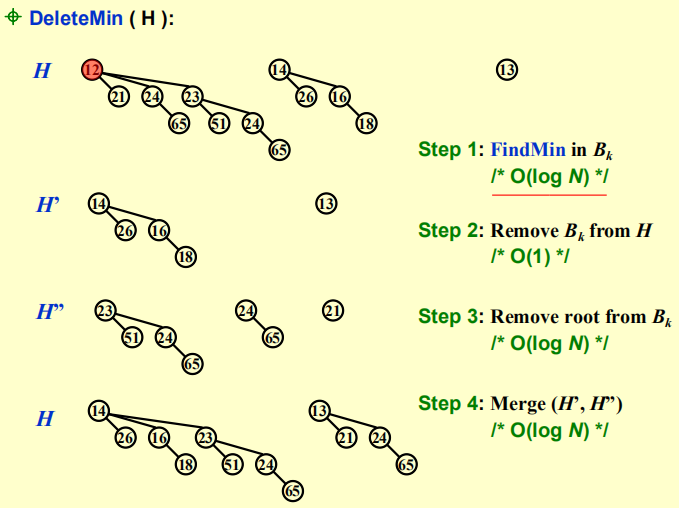 DeleteMin ( H ):
H 12 14 13
21 24 23 26 16
65 51 24 18
65
Step 1: FindMin in Bk
/* O(log N) */
H’ 14 13
26 16
18
Step 2: Remove Bk from H
/* O(1) */
H” 23 24 21
51 24 65
65
Step 3: Remove root from Bk
/* O(log N) */
H 14 13
26 16 23 21 24
18 51 24 65
65
Step 4: Merge (H’, H”)
/* O(log N) */